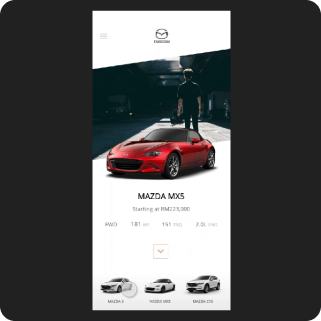 MAZDA
MAZDA MX5
Starting at RM223,000
RWD 181 HP 151 TRQ 2.0L ENG
MAZDA 3 MAZDA MX5 MAZDA CX5